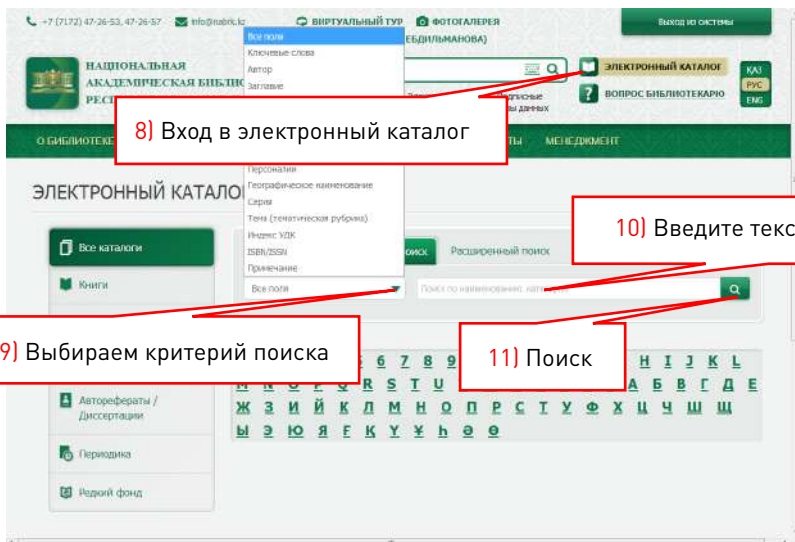 +7 (7172) 47-26-53, 47-26-57 info@nabrk.kz ВИРТУАЛЬНЫЙ ТУР ФОТОГАЛЕРЕЯ Выход из системы
Все поля
Ключевые слова
Автор
Заглавие
НАЦИОНАЛЬНАЯ
АКАДЕМИЧЕСКАЯ
ЭЛЕКТРОННЫЙ КАТАЛОГ
ВОПРОС БИБЛИОТЕКАРЮ
ҚАЗ
РУС
ENG
8) Вход в электронный каталог
О БИБЛИОТЕКЕ
МЕНЕДЖМЕНТ
Персоналии
Географическое наименование
Серия
Тема (тематическая рубрика)
Индекс УДК
ISBN/ISSN
Примечание
ЭЛЕКТРОННЫЙ КАТАЛО
10) Введите текс
Все каталоги
Расширенный поиск
Книги
Все поля
Поиск по наименованию,
9) Выбираем критерий поиска
11) Поиск
6 7 8 9 H I J K L
M N O P Q R S T U А Б В Г Д Е
Ж З И Й К Л М Н О П Р С Т У Ф Х Ц Ч Ш Щ
Ы Э Ю Я Ғ Қ Ү Ұ Һ Ә Ө
Авторефераты /
Диссертации
Периодика
Редкий фонд